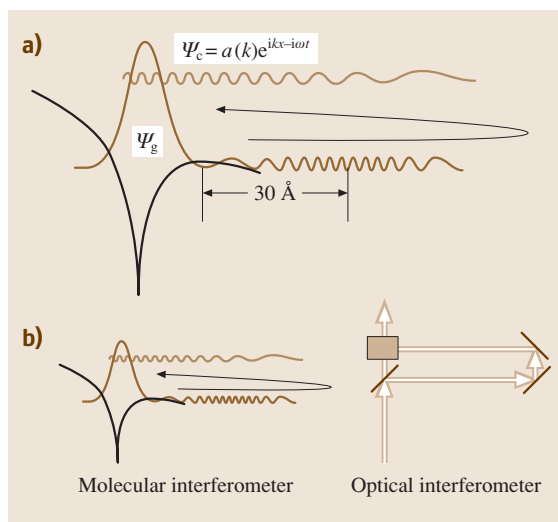 a)
Ψc = a(k)e^ikx–iωt
Ψg
30 Å
b)
Molecular interferometer
Optical interferometer